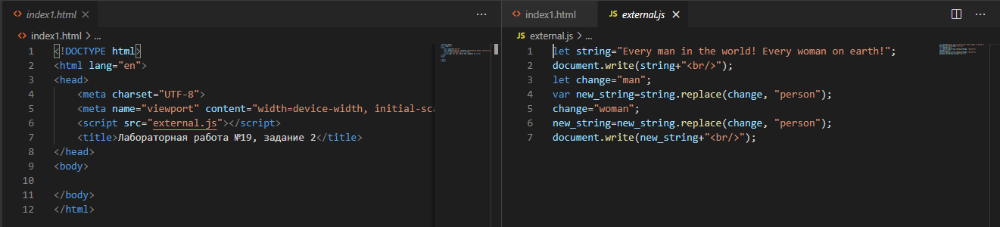 index1.html
index1.html > ...
1 <!DOCTYPE html>
2 <html lang="en">
3 <head>
4 <meta charset="UTF-8">
5 <meta name="viewport" content="width=device-width, initial-sca
6 <script src="external.js"></script>
7 <title>Лабораторная работа №19, задание 2</title>
8 </head>
9 <body>
10
11 </body>
12 </html>
index1.html JS external.js
JS external.js > ...
1 let string="Every man in the world! Every woman on earth!";
2 document.write(string+"<br/>");
3 let change="man";
4 var new_string=string.replace(change, "person");
5 change="woman";
6 new_string=new_string.replace(change, "person");
7 document.write(new_string+"<br/>");